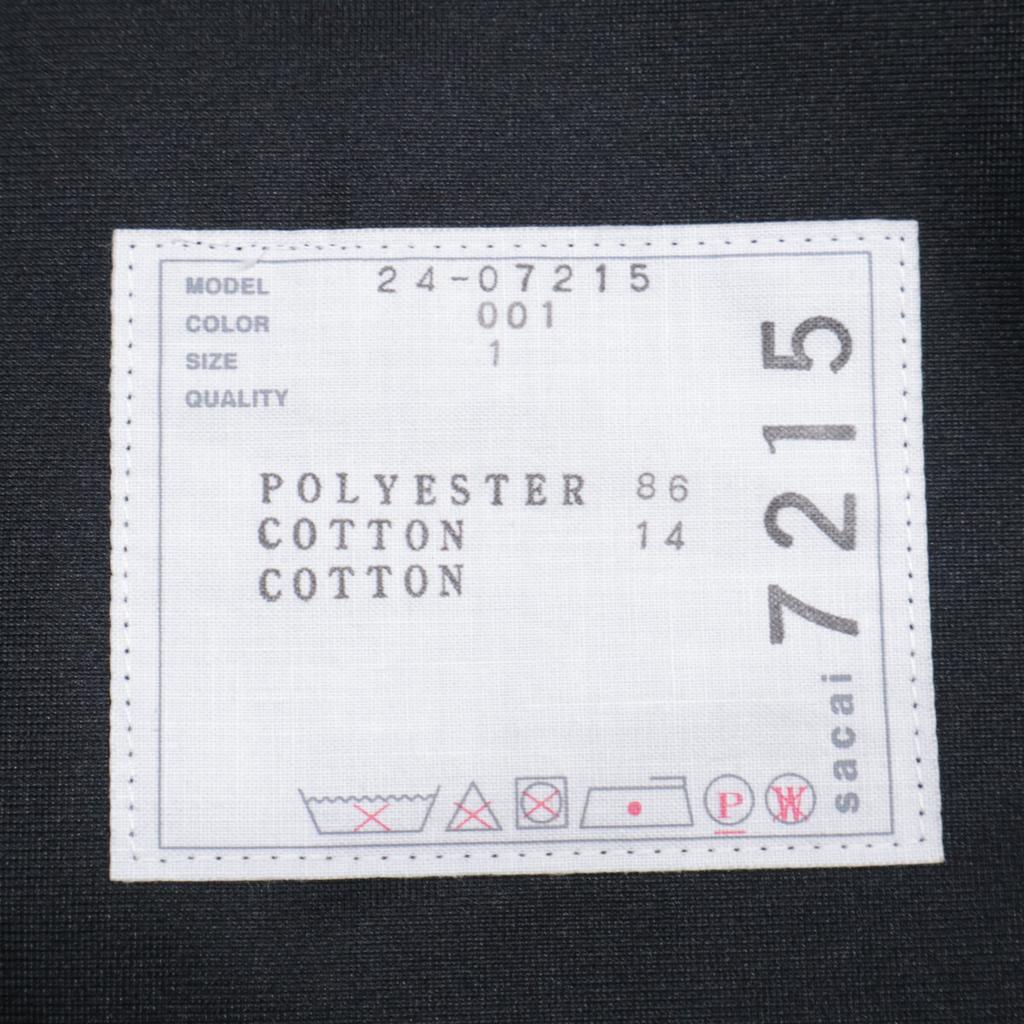 MODEL 24-07215
COLOR 001
SIZE 1
QUALITY
POLYESTER 86
COTTON 14
COTTON
P W
sacai 7215